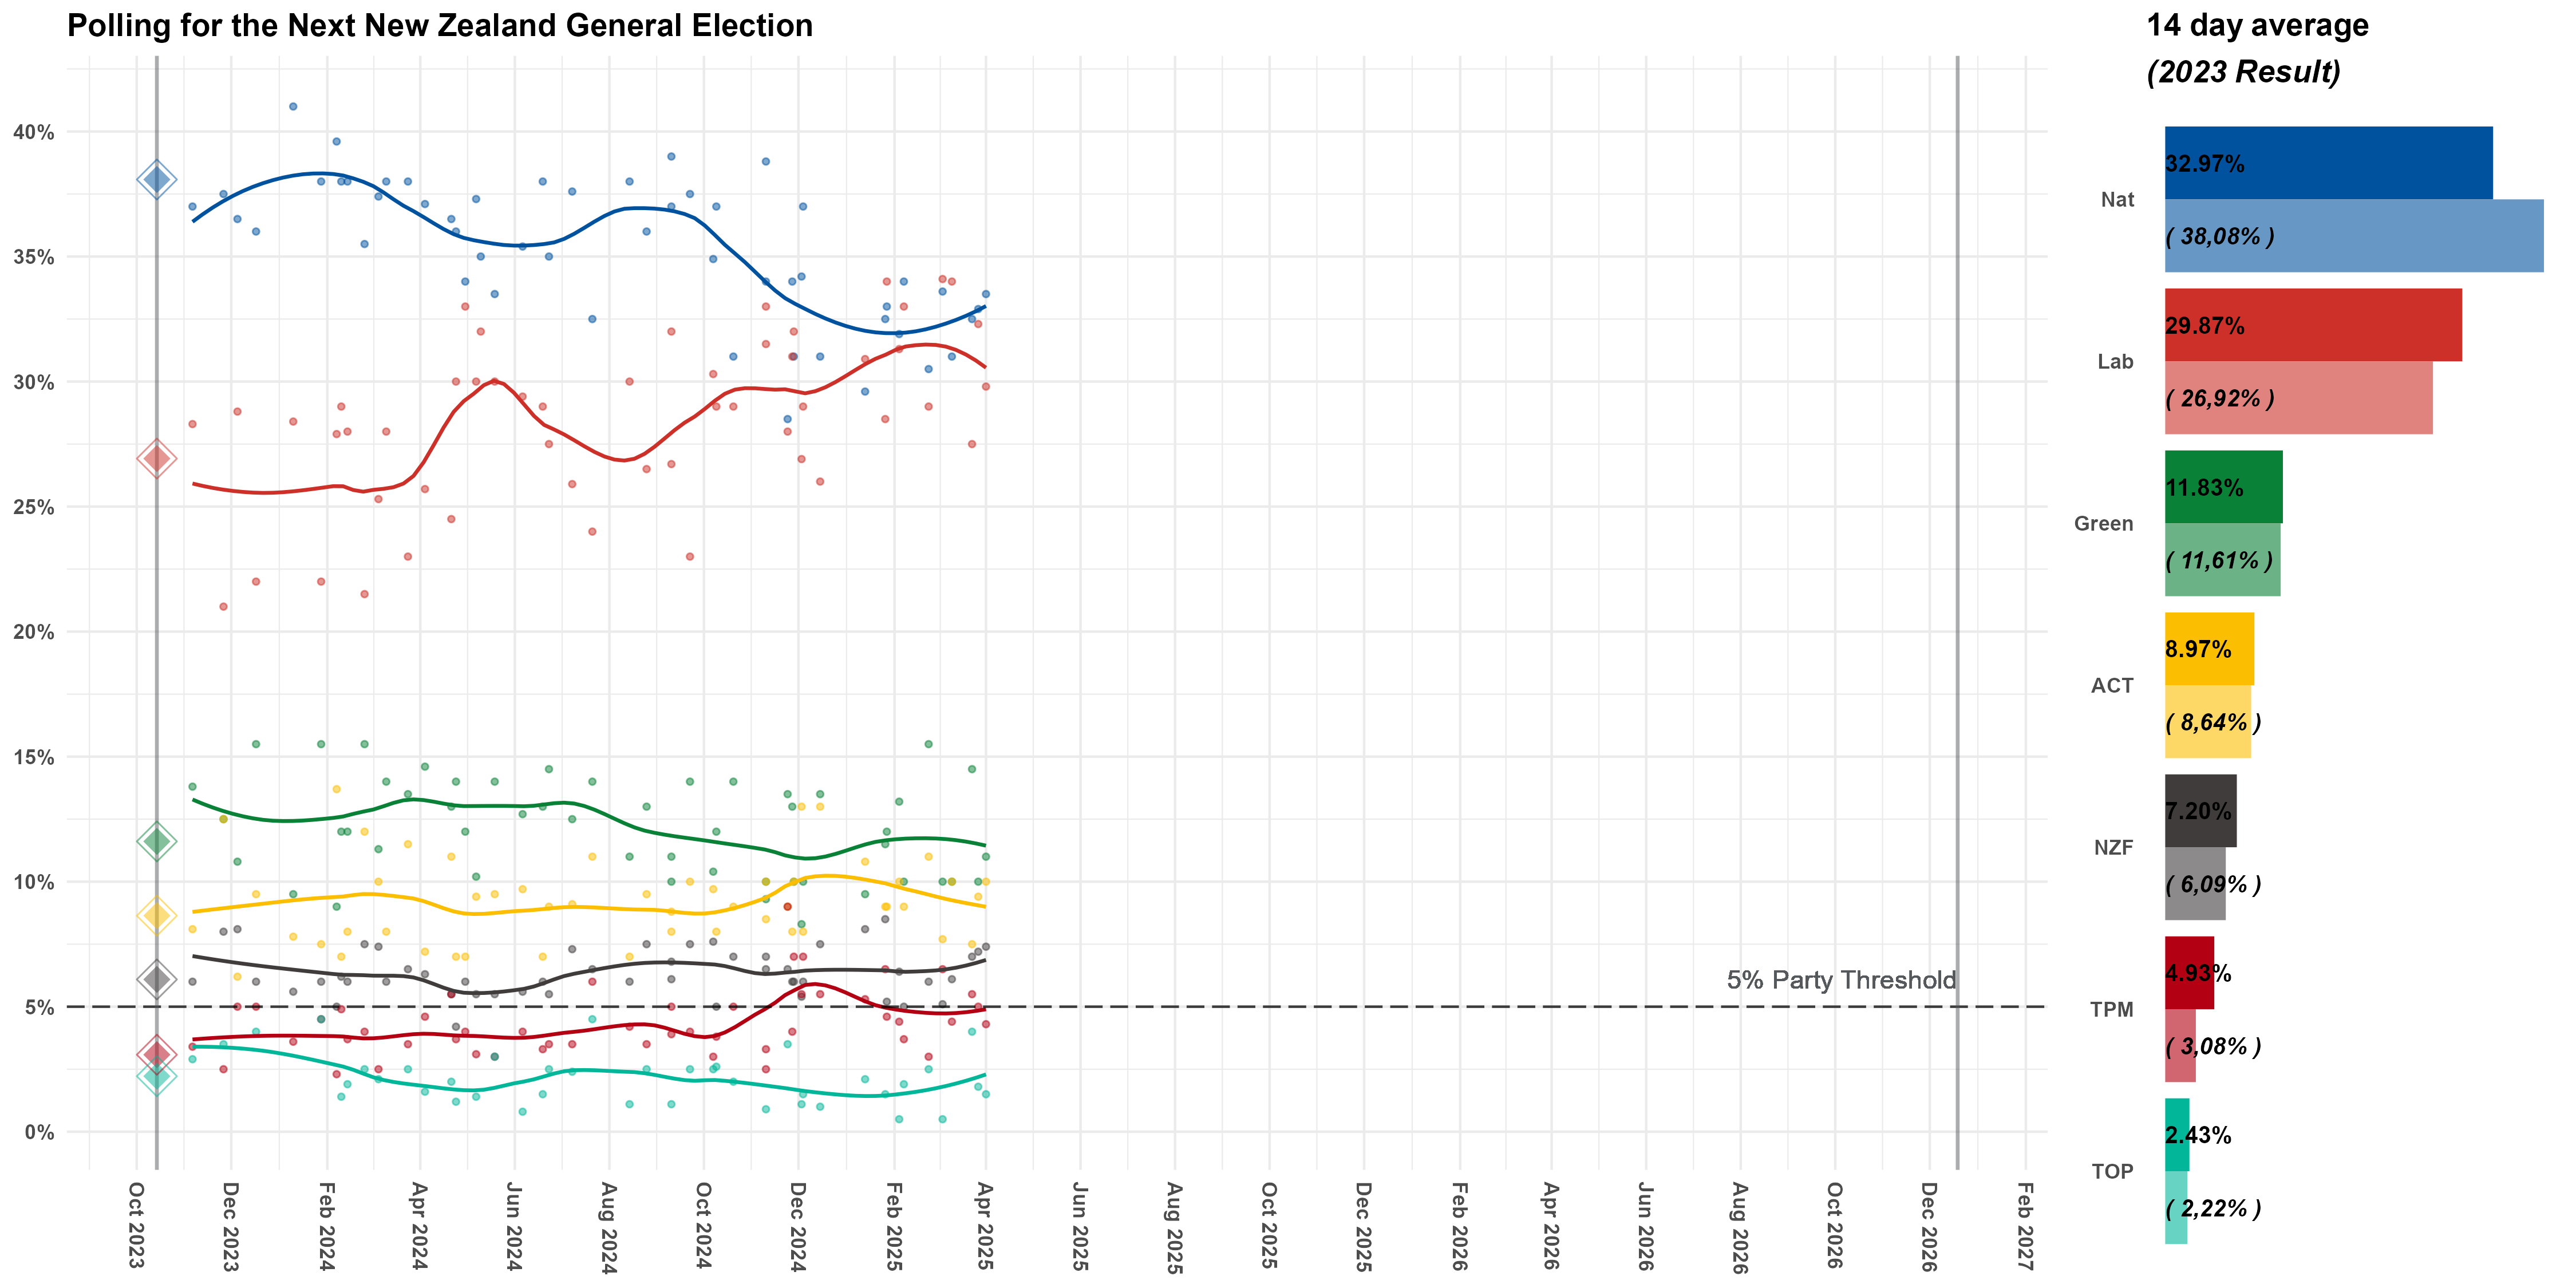 Polling for the Next New Zealand General Election
40%
35%
30%
25%
20%
15%
10%
5%
0%
5% Party Threshold
Oct 2023
Dec 2023
Feb 2024
Apr 2024
Jun 2024
Aug 2024
Oct 2024
Dec 2024
Feb 2025
Apr 2025
Jun 2025
Aug 2025
Oct 2025
Dec 2025
Feb 2026
Apr 2026
Jun 2026
Aug 2026
Oct 2026
Dec 2026
Feb 2027
14 day average
(2023 Result)
Nat
32.97%
( 38,08% )
Lab
29.87%
( 26,92% )
Green
11.83%
( 11,61% )
ACT
8.97%
( 8,64% )
NZF
7.20%
( 6,09% )
TPM
4.93%
( 3,08% )
TOP
2.43%
( 2,22% )